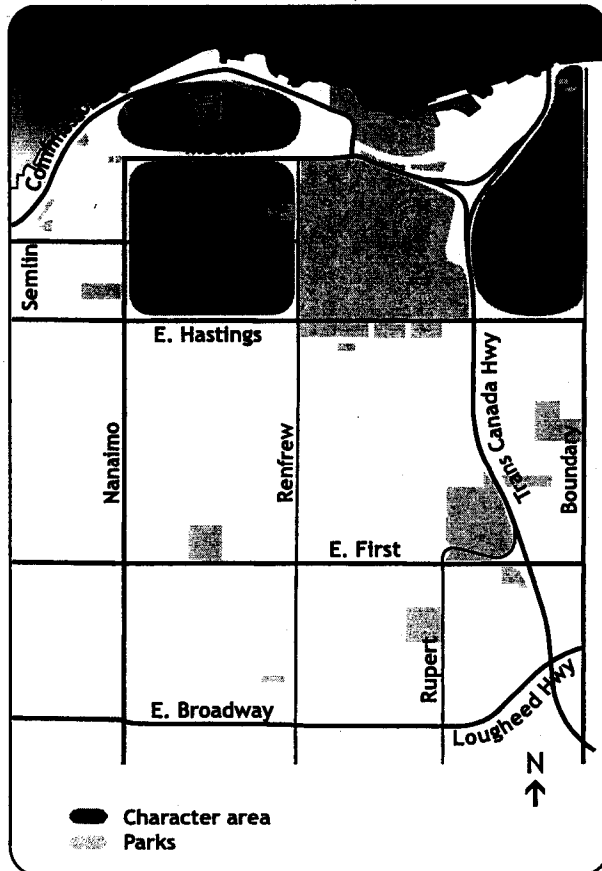 Semlin
E. Hastings
Nanaimo
Renfrew
Trans Canada Hwy
Boundary
E. First
Rupert
E. Broadway
Lougheed Hwy
N
Character area
Parks